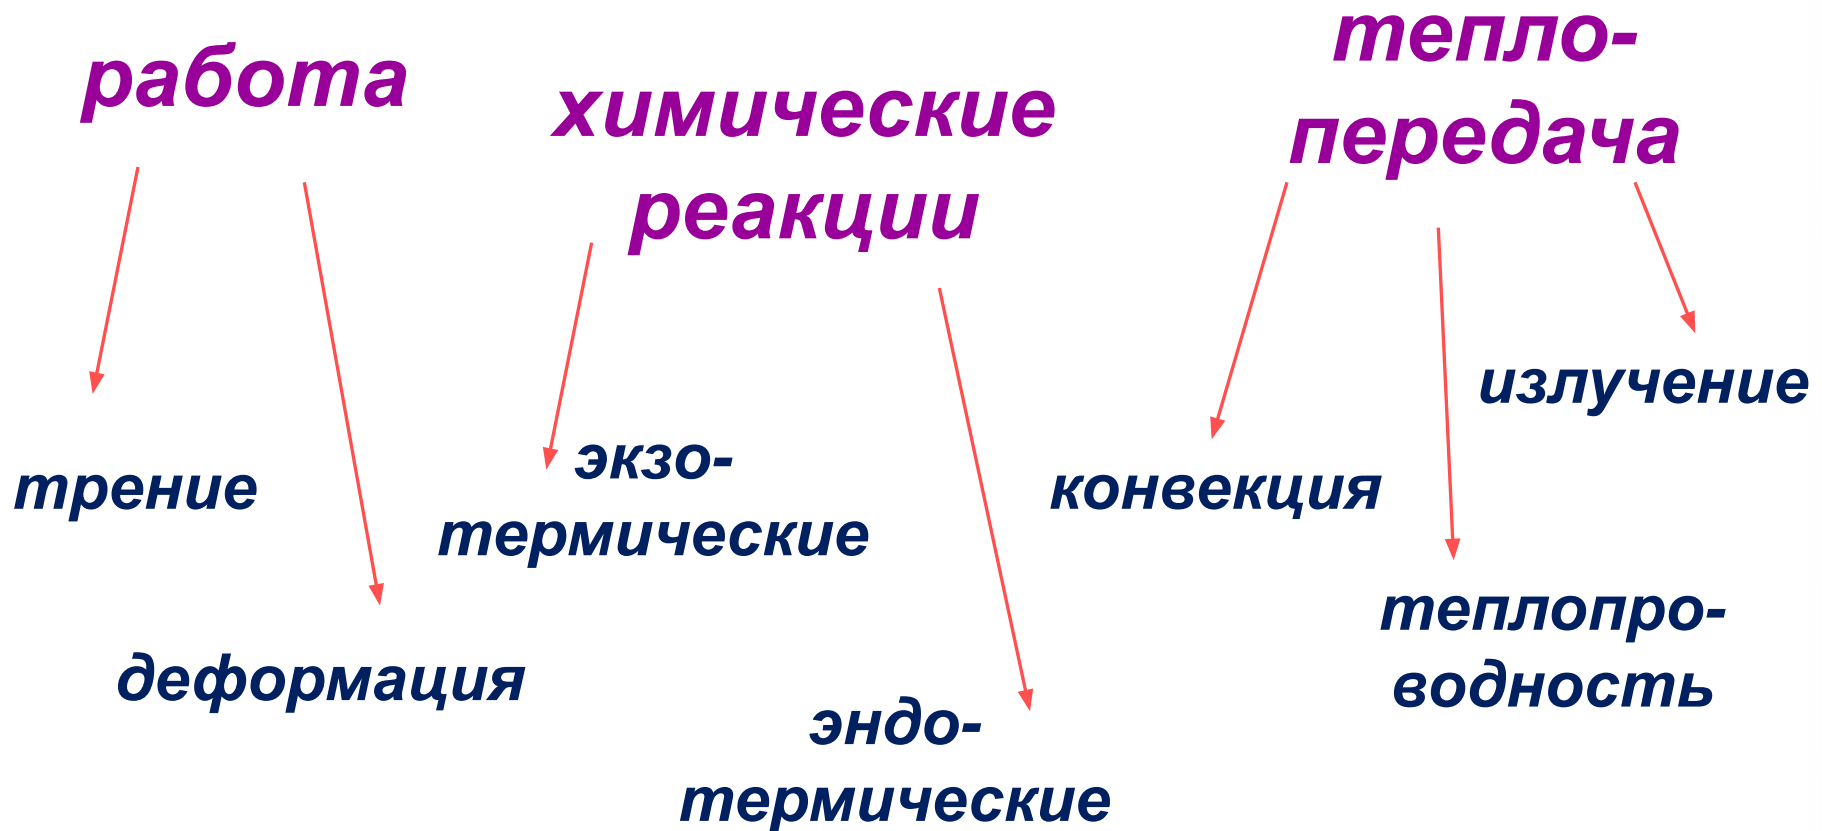 работа
химические
реакции
тепло-
передача
трение
деформация
экзо-
термические
эндо-
термические
конвекция
теплопро-
водность
излучение